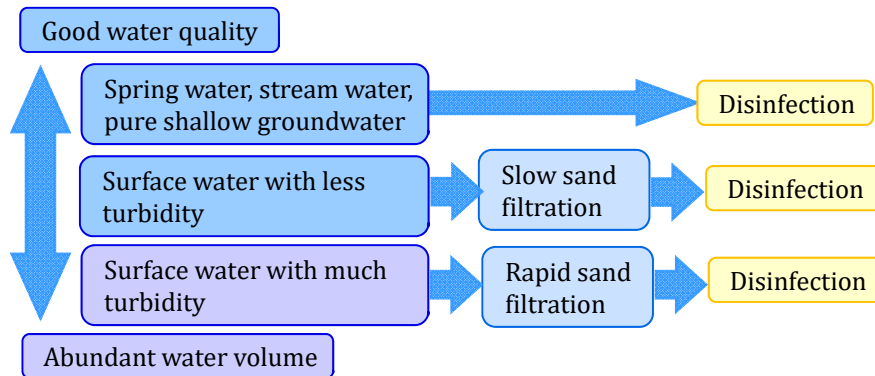 Good water quality
Spring water, stream water,
pure shallow groundwater
Disinfection
Surface water with less
turbidity
Slow sand
filtration
Disinfection
Surface water with much
turbidity
Rapid sand
filtration
Disinfection
Abundant water volume